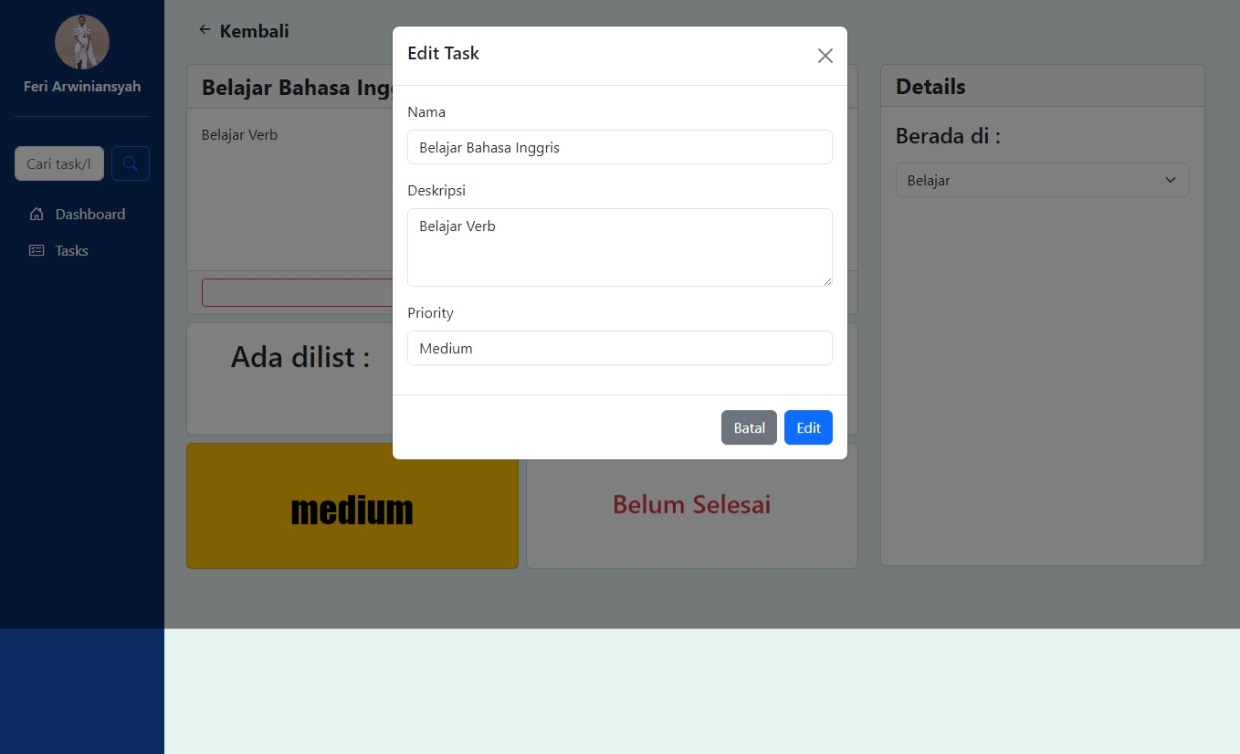 Feri Arwiniansyah
Cari task/l
Dashboard
Tasks
Kembali
Belajar Bahasa Ing
Belajar Verb
Ada dilist :
medium
Belum Selesai
Edit Task
Nama
Belajar Bahasa Inggris
Deskripsi
Belajar Verb
Priority
Medium
Batal Edit
Details
Berada di :
Belajar